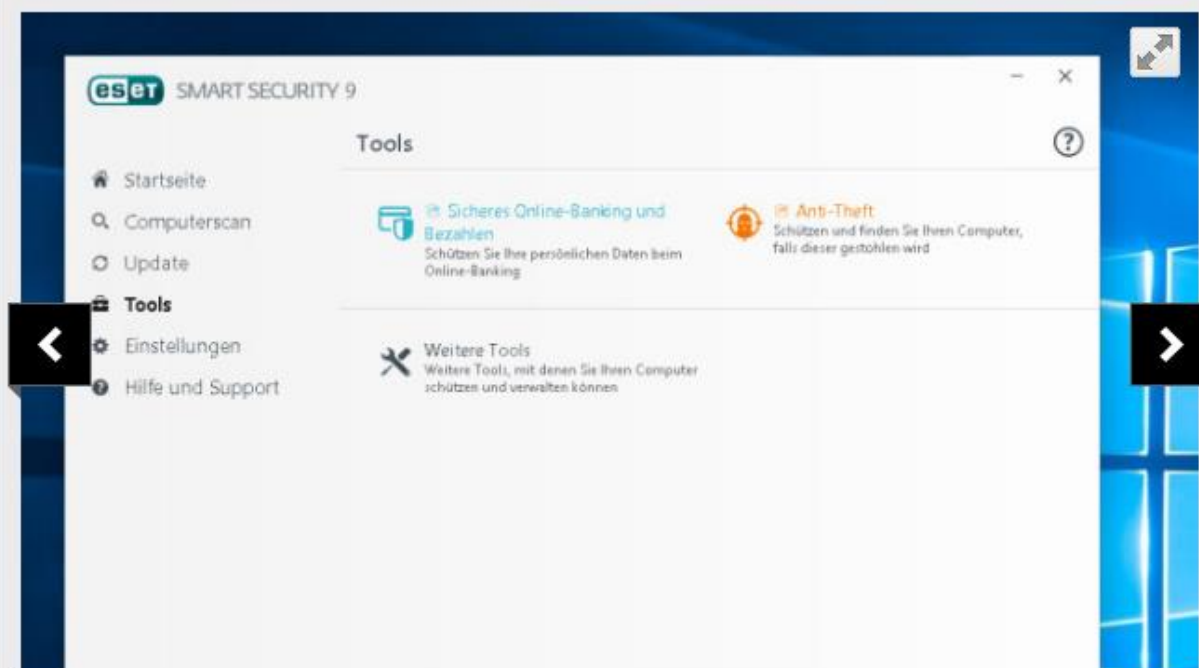 eset SMART SECURITY 9
Tools
Startseite
Computerscan
Update
Tools
Einstellungen
Hilfe und Support
Sicheres Online-Banking und
Bezahlen
Schützen Sie Ihre persönlichen Daten beim
Online-Banking
Anti-Theft
Schützen und finden Sie Ihren Computer,
falls dieser gestohlen wird
Weitere Tools
Weitere Tools, mit denen Sie Ihren Computer
schützen und verwalten können